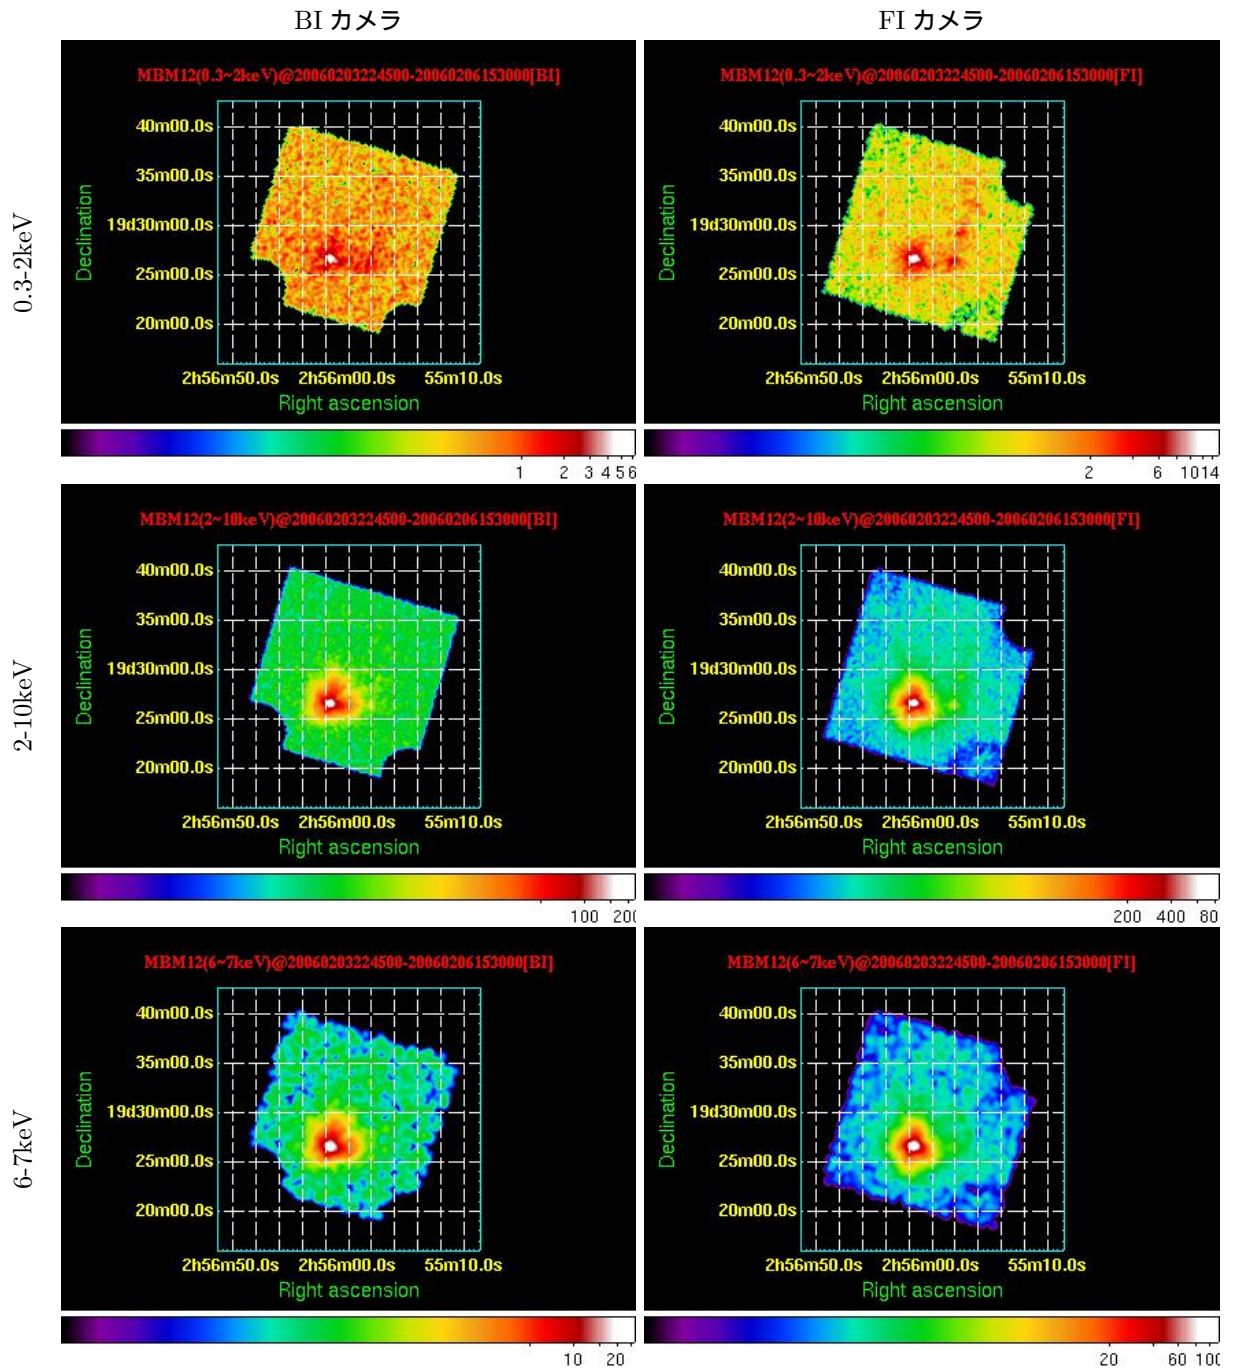 BI カメラ
FI カメラ
0.3-2keV
MBM12(0.3~2keV)@20060203224500-20060206153000[BI]
40m00.0s
35m00.0s
19d30m00.0s
25m00.0s
20m00.0s
Declination
2h56m50.0s 2h56m00.0s 55m10.0s
Right ascension
1 2 3 4 5 6
MBM12(0.3~2keV)@20060203224500-20060206153000[FI]
40m00.0s
35m00.0s
19d30m00.0s
25m00.0s
20m00.0s
Declination
2h56m50.0s 2h56m00.0s 55m10.0s
Right ascension
2 6 10 14
2-10keV
MBM12(2~10keV)@20060203224500-20060206153000[BI]
40m00.0s
35m00.0s
19d30m00.0s
25m00.0s
20m00.0s
Declination
2h56m50.0s 2h56m00.0s 55m10.0s
Right ascension
100 200
MBM12(2~10keV)@20060203224500-20060206153000[FI]
40m00.0s
35m00.0s
19d30m00.0s
25m00.0s
20m00.0s
Declination
2h56m50.0s 2h56m00.0s 55m10.0s
Right ascension
200 400 80
6-7keV
MBM12(6~7keV)@20060203224500-20060206153000[BI]
40m00.0s
35m00.0s
19d30m00.0s
25m00.0s
20m00.0s
Declination
2h56m50.0s 2h56m00.0s 55m10.0s
Right ascension
10 20
MBM12(6~7keV)@20060203224500-20060206153000[FI]
40m00.0s
35m00.0s
19d30m00.0s
25m00.0s
20m00.0s
Declination
2h56m50.0s 2h56m00.0s 55m10.0s
Right ascension
20 60 100